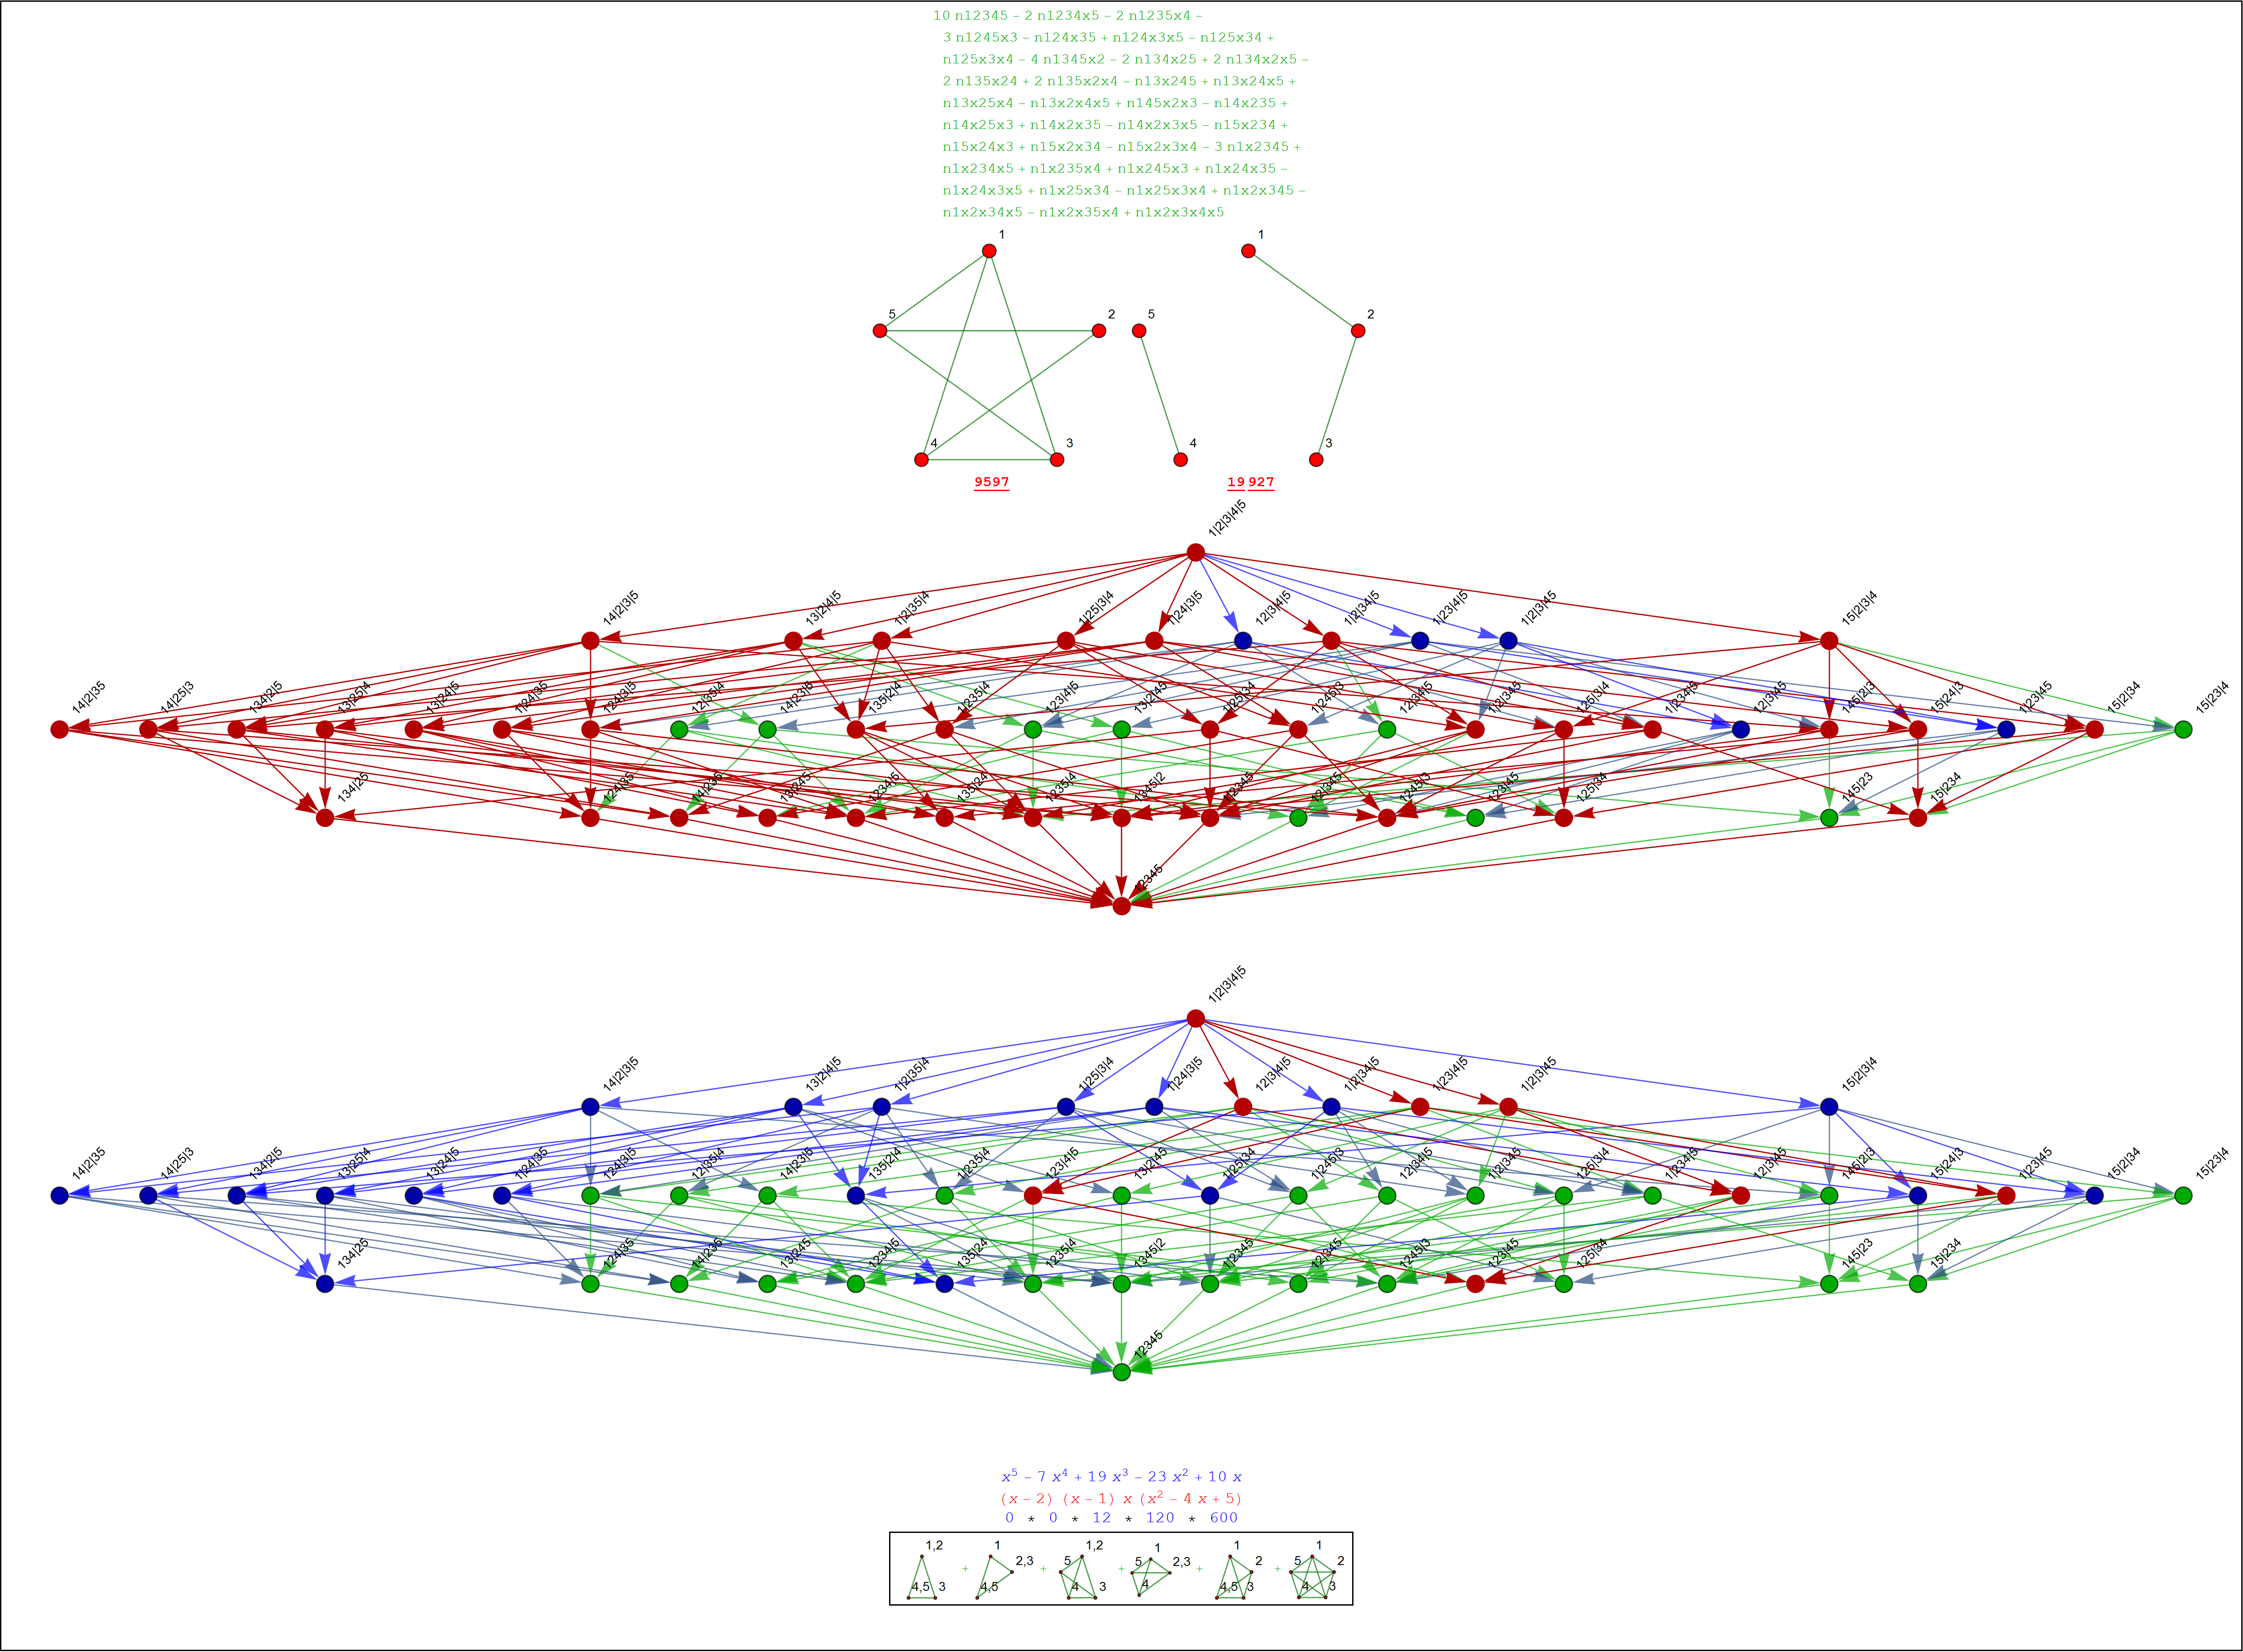 10 n12345 − 2 n1234x5 − 2 n1235x4 −
3 n1245x3 − n124x35 + n124x3x5 − n125x34 +
n125x3x4 − 4 n1345x2 − 2 n134x25 + 2 n134x2x5 −
2 n135x24 + 2 n135x2x4 − n13x245 + n13x24x5 +
n13x25x4 − n13x2x4x5 + n145x2x3 − n14x235 +
n14x25x3 + n14x2x35 − n14x2x3x5 − n15x234 +
n15x24x3 + n15x2x34 − n15x2x3x4 − 3 n1x2345 +
n1x234x5 + n1x235x4 + n1x245x3 + n1x24x35 −
n1x24x3x5 + n1x25x34 − n1x25x3x4 + n1x2x345 −
n1x2x34x5 − n1x2x35x4 + n1x2x3x4x5
1 1
5 2 5 2
4 3 4 3
9597 19 927
1|2|3|4|5
14|2|3|5 13|2|4|5 1|2|35|4 1|25|3|4 1|24|3|5 12|3|4|5 1|2|34|5 1|23|4|5 1|2|3|45 15|2|3|4
14|2|35 14|25|3 134|2|5 13|25|4 13|24|5 1|24|35 124|3|5 12|35|4 14|23|5 135|2|4 1|235|4 123|4|5 13|2|45 1|25|34 1|245|3 12|34|5 1|2|345 125|3|4 1|234|5 12|3|45 145|2|3 15|24|3 1|23|45 15|2|34 15|23|4
134|25 124|35 14|235 13|245 1234|5 135|24 1235|4 1345|2 1|2345 12|345 1245|3 123|45 125|34 145|23 15|234
12345
1|2|3|4|5
14|2|3|5 13|2|4|5 1|2|35|4 1|25|3|4 1|24|3|5 12|3|4|5 1|2|34|5 1|23|4|5 1|2|3|45 15|2|3|4
14|2|35 14|25|3 134|2|5 13|25|4 13|24|5 1|24|35 124|3|5 12|35|4 14|23|5 135|2|4 1|235|4 123|4|5 13|2|45 1|25|34 1|245|3 12|34|5 1|2|345 125|3|4 1|234|5 12|3|45 145|2|3 15|24|3 1|23|45 15|2|34 15|23|4
134|25 124|35 14|235 13|245 1234|5 135|24 1235|4 1345|2 1|2345 12|345 1245|3 123|45 125|34 145|23 15|234
12345
x⁵ − 7 x⁴ + 19 x³ − 23 x² + 10 x
(x − 2) (x − 1) x (x² − 4 x + 5)
0 * 0 * 12 * 120 * 600
1,2 1 1,2 1 1 1
2,3 5 5 2,3 2 5 2
+ + + + +
4,5 3 4,5 4 3 4 4,5 3 4 3